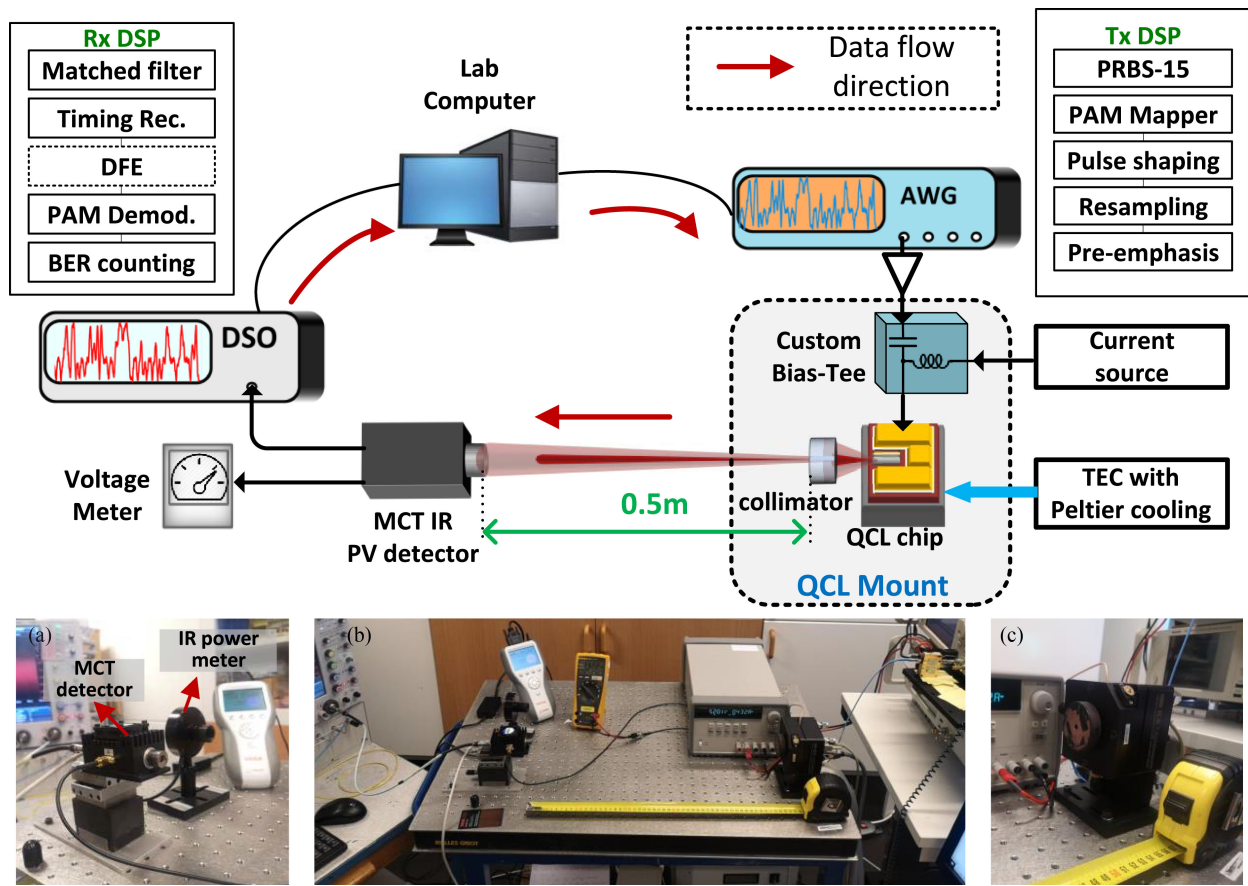 Rx DSP
Matched filter
Timing Rec.
DFE
PAM Demod.
BER counting
Lab
Computer
Data flow
direction
Tx DSP
PRBS-15
PAM Mapper
Pulse shaping
Resampling
Pre-emphasis
AWG
DSO
Custom
Bias-Tee
Current
source
Voltage
Meter
MCT IR
PV detector
0.5m
collimator
QCL chip
TEC with
Peltier cooling
QCL Mount
(a)
IR power
meter
MCT
detector
(b)
(c)